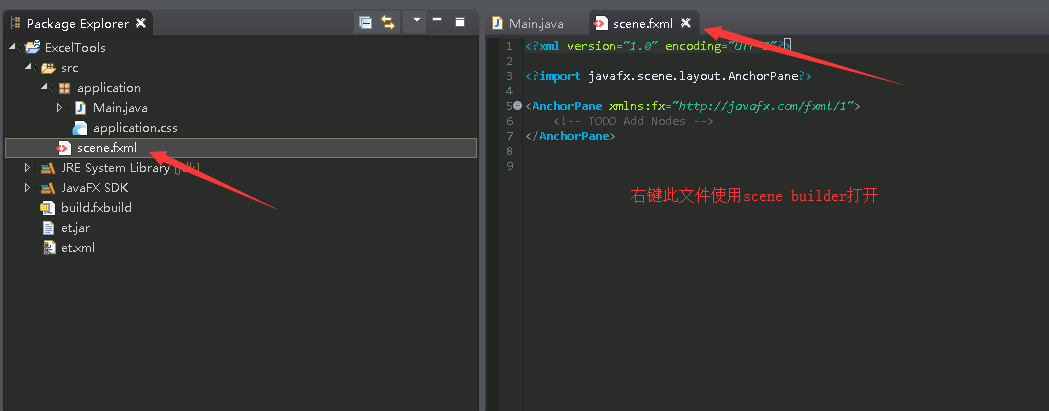 Package Explorer
ExcelTools
src
application
Main.java
application.css
scene.fxml
JRE System Library [jdk]
JavaFX SDK
build.fxbuild
et.jar
et.xml
Main.java
scene.fxml
1 <?xml version="1.0" encoding="UTF-8"?>
2
3 <?import javafx.scene.layout.AnchorPane?>
4
5 <AnchorPane xmlns:fx="http://javafx.com/fxml/1">
6 <!-- TODO Add Nodes -->
7 </AnchorPane>
8
9
右键此文件使用scene builder打开